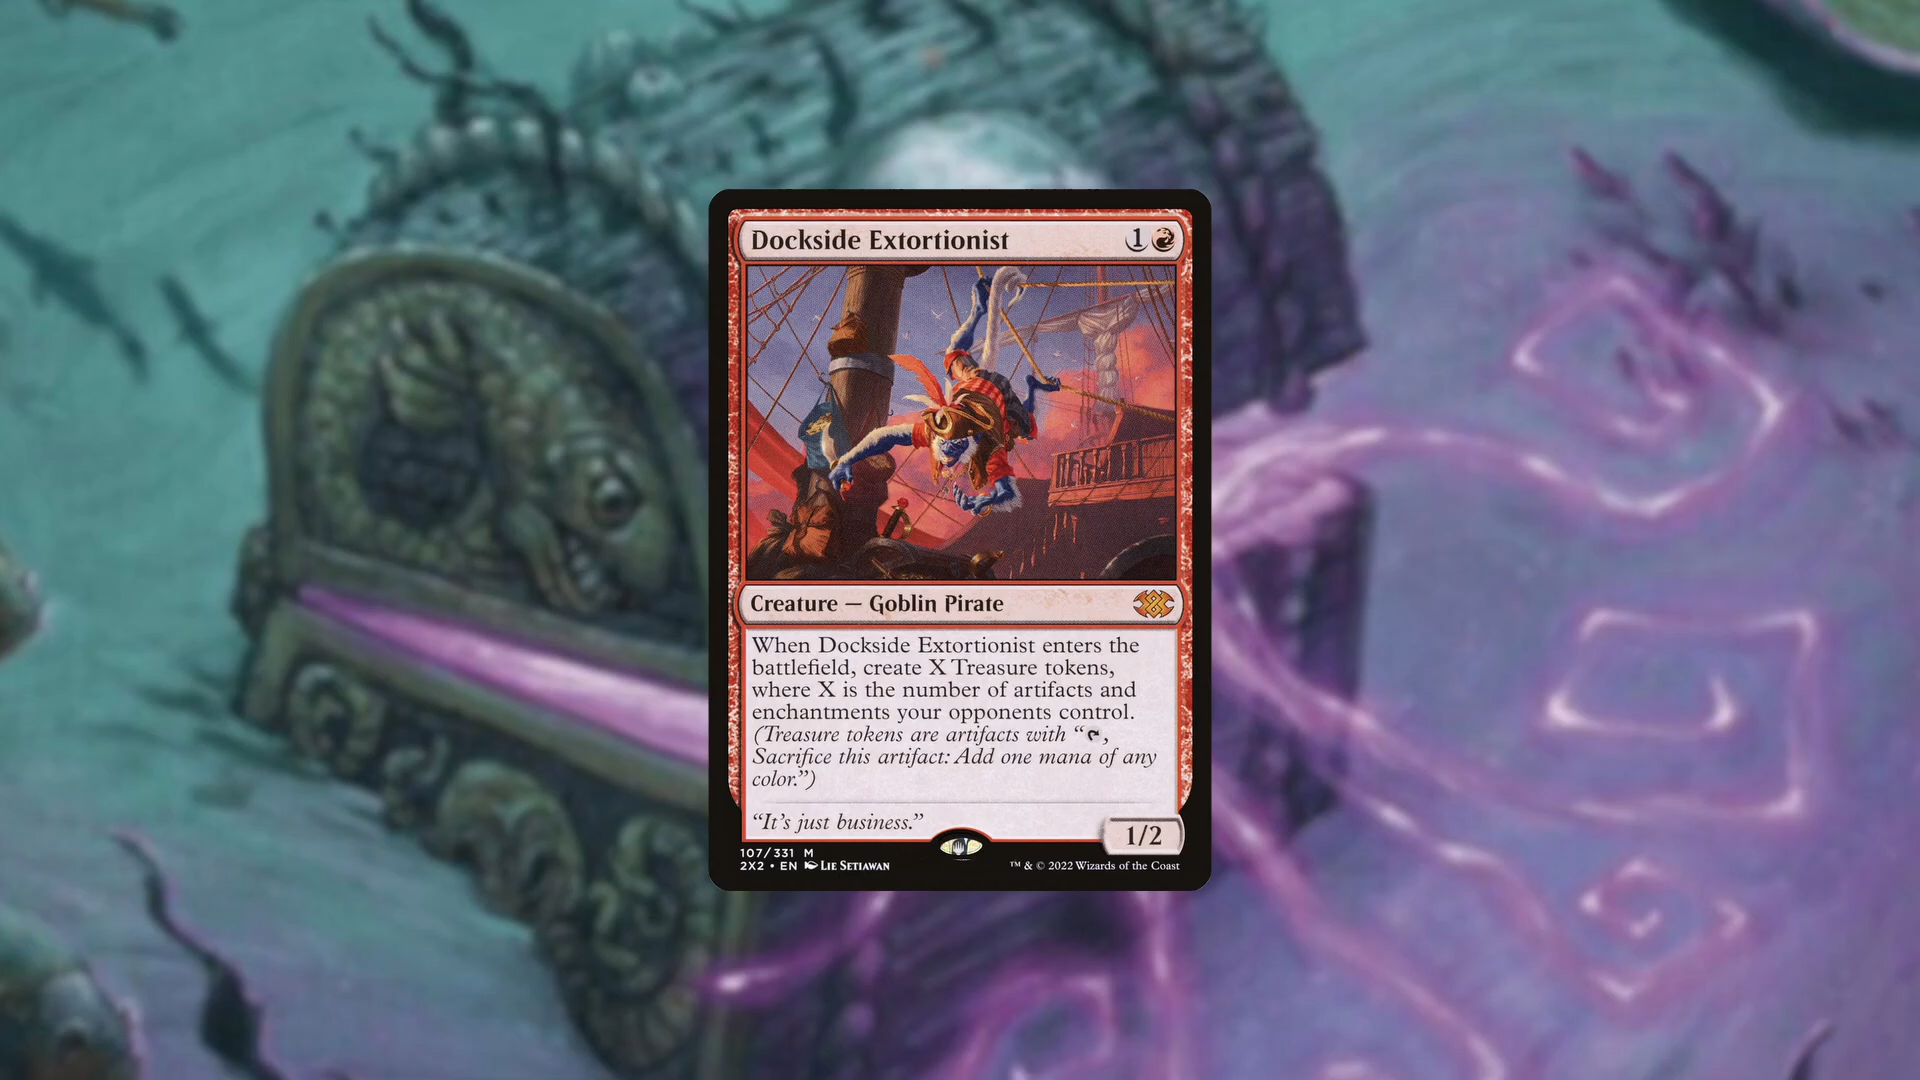 Dockside Extortionist 1
Creature — Goblin Pirate
When Dockside Extortionist enters the
battlefield, create X Treasure tokens,
where X is the number of artifacts and
enchantments your opponents control.
(Treasure tokens are artifacts with “, 
Sacrifice this artifact: Add one mana of any
color.”)
“It’s just business.”
1/2
107/331 M
2X2 • EN Lie Setiawan
™ & © 2022 Wizards of the Coast